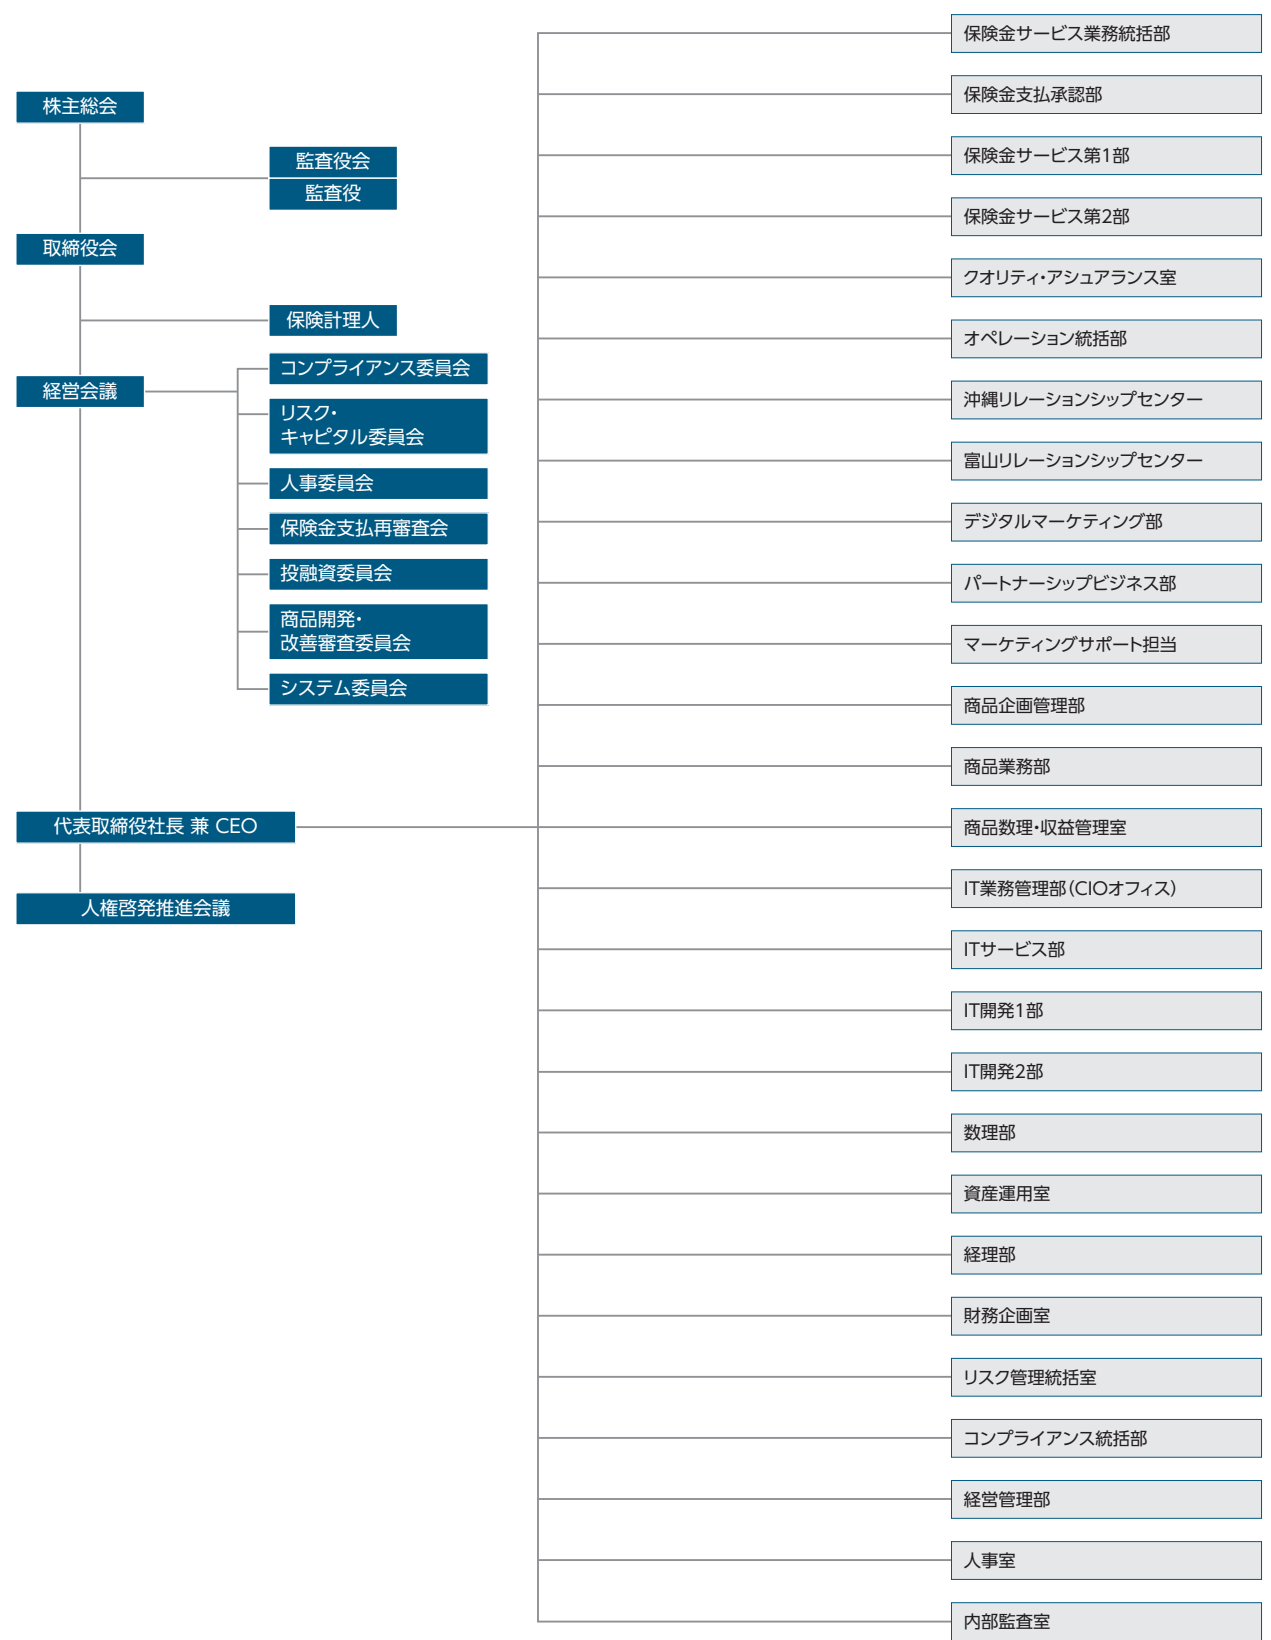 株主総会
監査役会
監査役
取締役会
保険計理人
経営会議
コンプライアンス委員会
リスク・
キャピタル委員会
人事委員会
保険金支払再審査会
投融資委員会
商品開発・
改善審査委員会
システム委員会
代表取締役社長 兼 CEO
人権啓発推進会議
保険金サービス業務統括部
保険金支払承認部
保険金サービス第1部
保険金サービス第2部
クオリティ・アシュアランス室
オペレーション統括部
沖縄リレーションシップセンター
富山リレーションシップセンター
デジタルマーケティング部
パートナーシップビジネス部
マーケティングサポート担当
商品企画管理部
商品業務部
商品数理・収益管理室
IT業務管理部（CIOオフィス）
ITサービス部
IT開発1部
IT開発2部
数理部
資産運用室
経理部
財務企画室
リスク管理統括室
コンプライアンス統括部
経営管理部
人事室
内部監査室